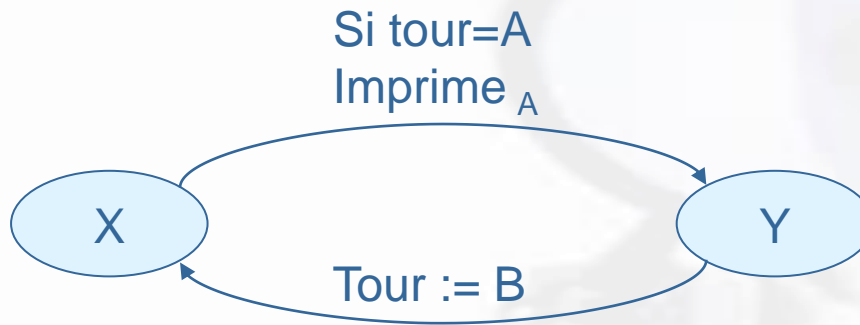 Si tour=A
Imprime A
X
Y
Tour := B